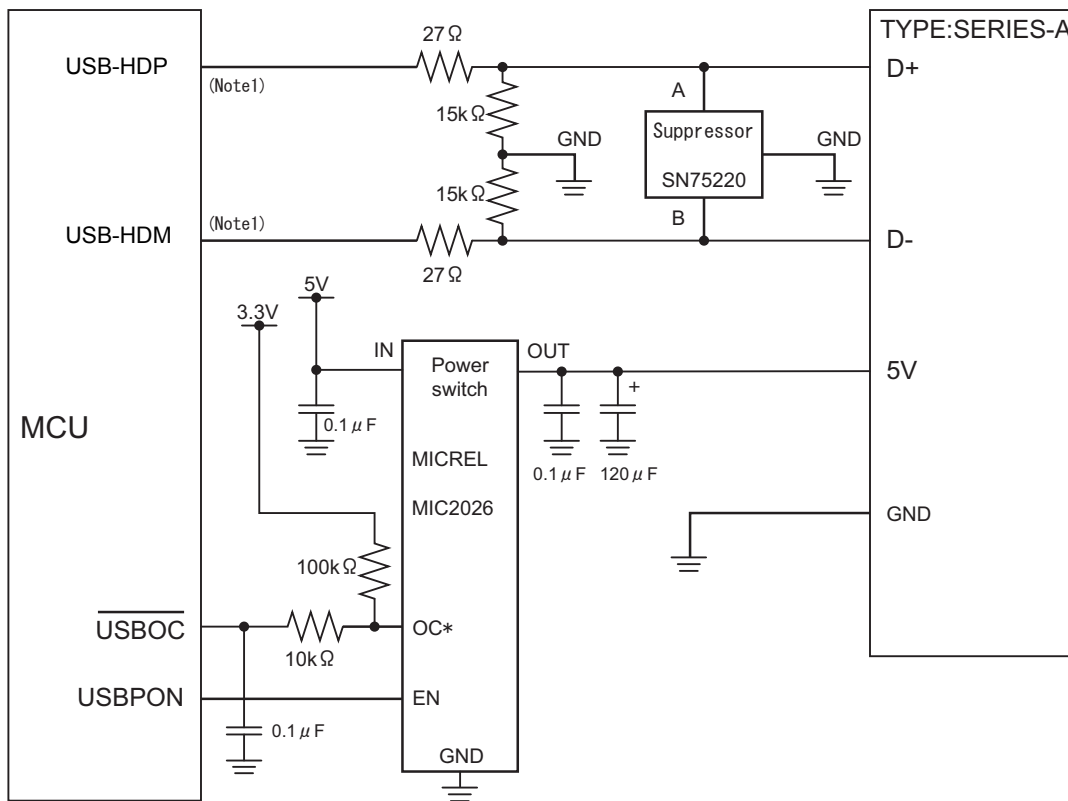 TYPE:SERIES-A
27Ω
USB-HDP
(Note1)
D+
A
15kΩ
GND
Suppressor
SN75220
GND
15kΩ
B
USB-HDM
(Note1)
D-
27Ω
5V
3.3V
IN
Power
switch
OUT
5V
0.1μF
+
MCU
MICREL
MIC2026
0.1μF
120μF
GND
100kΩ
USBOC
OC*
10kΩ
USBPON
EN
0.1μF
GND